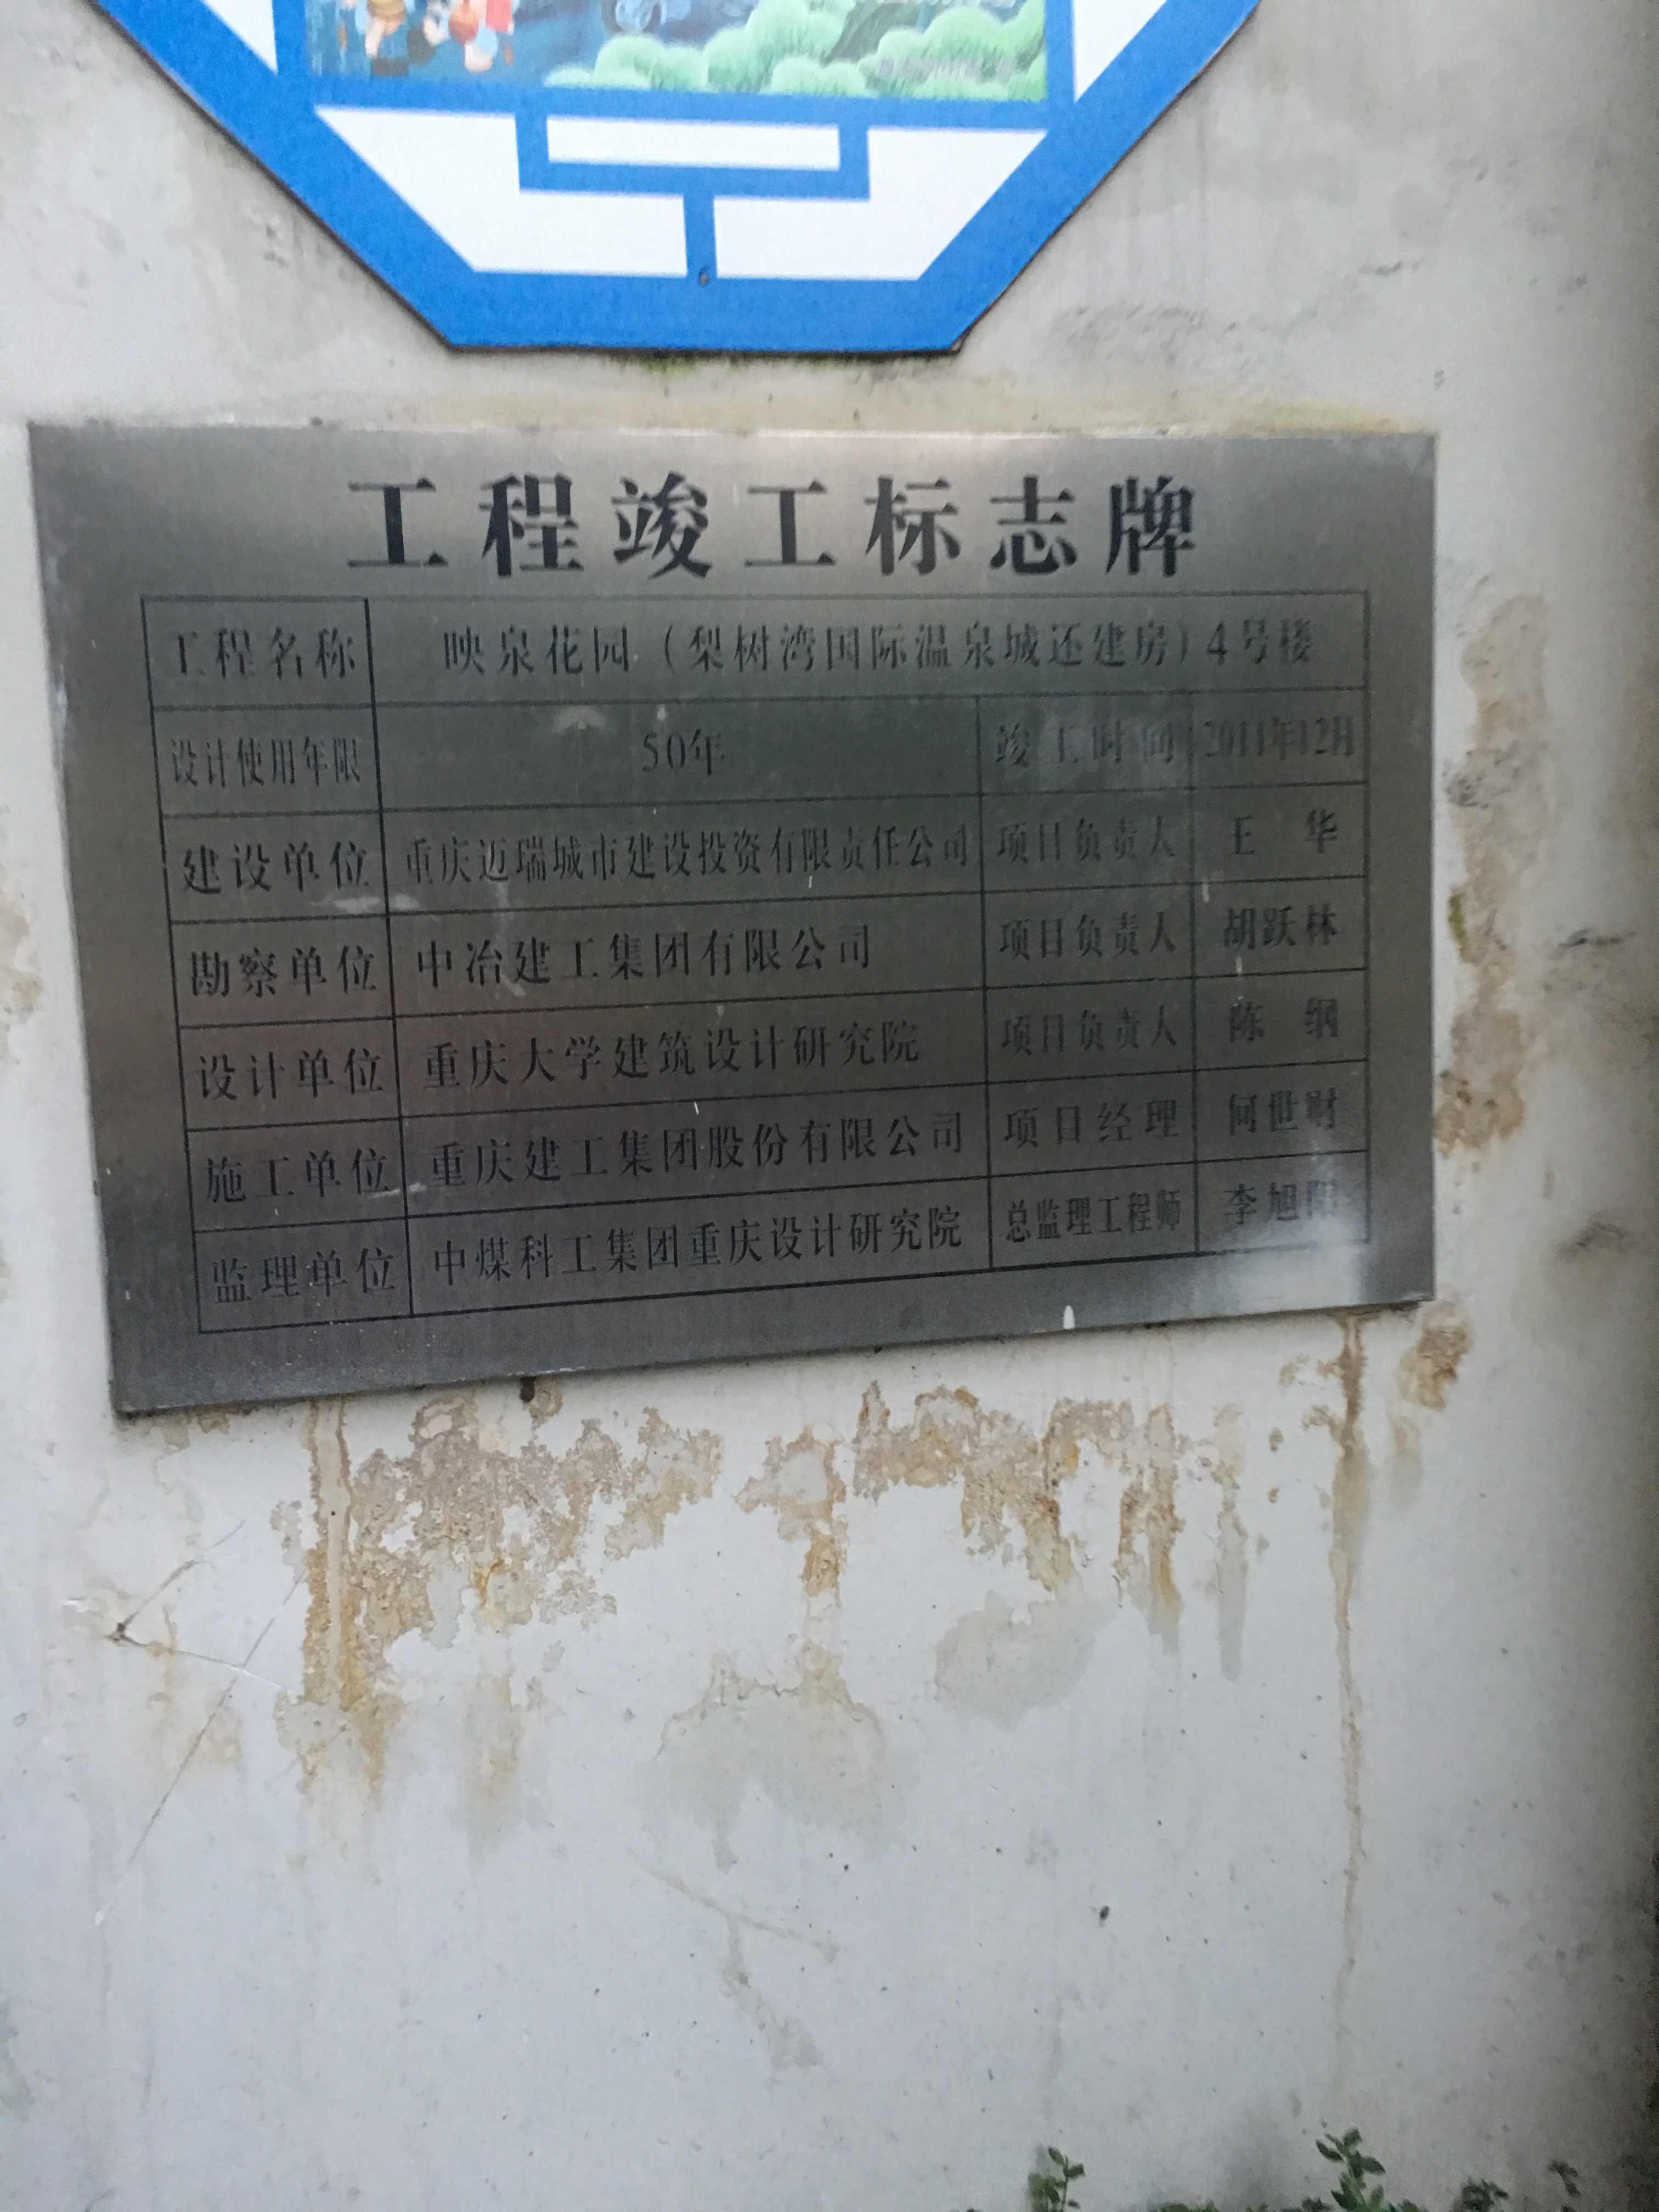 工程竣工标志牌
工程名称 映泉花园（梨树湾国际温泉城还建房）4号楼
设计使用年限 50年 竣工时间 2011年12月
建设单位 重庆迈瑞城市建设投资有限责任公司 项目负责人 王 华
勘察单位 中冶建工集团有限公司 项目负责人 胡跃林
设计单位 重庆大学建筑设计研究院 项目负责人 陈 纲
施工单位 重庆建工集团股份有限公司 项目经理 何世财
监理单位 中煤科工集团重庆设计研究院 总监理工程师 李旭阳